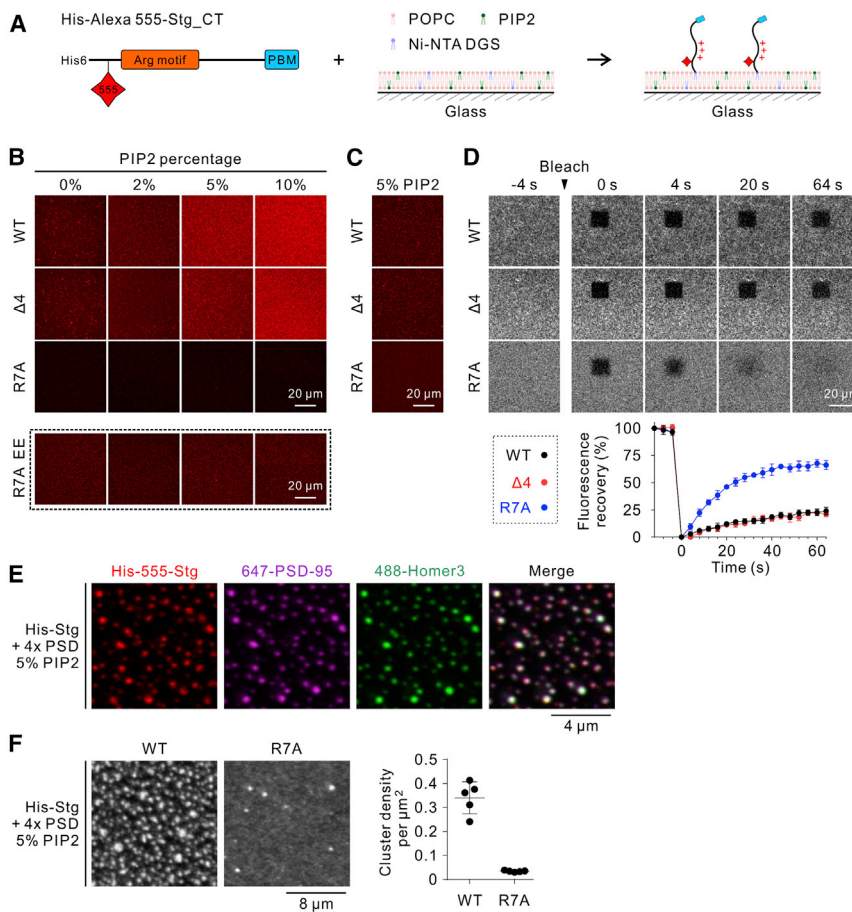 A
His-Alexa 555-Stg_CT
His6
Arg motif
PBM
555
+
POPC
PIP2
Ni-NTA DGS
Glass
+
+
+
+
+
+
Glass
B
PIP2 percentage
0% 2% 5% 10%
WT
Δ4
R7A
20 μm
R7A EE
20 μm
C
5% PIP2
WT
Δ4
R7A
20 μm
D
Bleach
-4 s 0 s 4 s 20 s 64 s
WT
Δ4
R7A
20 μm
WT
Δ4
R7A
Fluorescence
recovery (%)
100
75
50
25
0
0 20 40 60
Time (s)
E
His-555-Stg 647-PSD-95 488-Homer3 Merge
His-Stg
+ 4x PSD
5% PIP2
4 μm
F
WT R7A
His-Stg
+ 4x PSD
5% PIP2
8 μm
Cluster density
per μm²
0.5
0.4
0.3
0.2
0.1
0
WT R7A